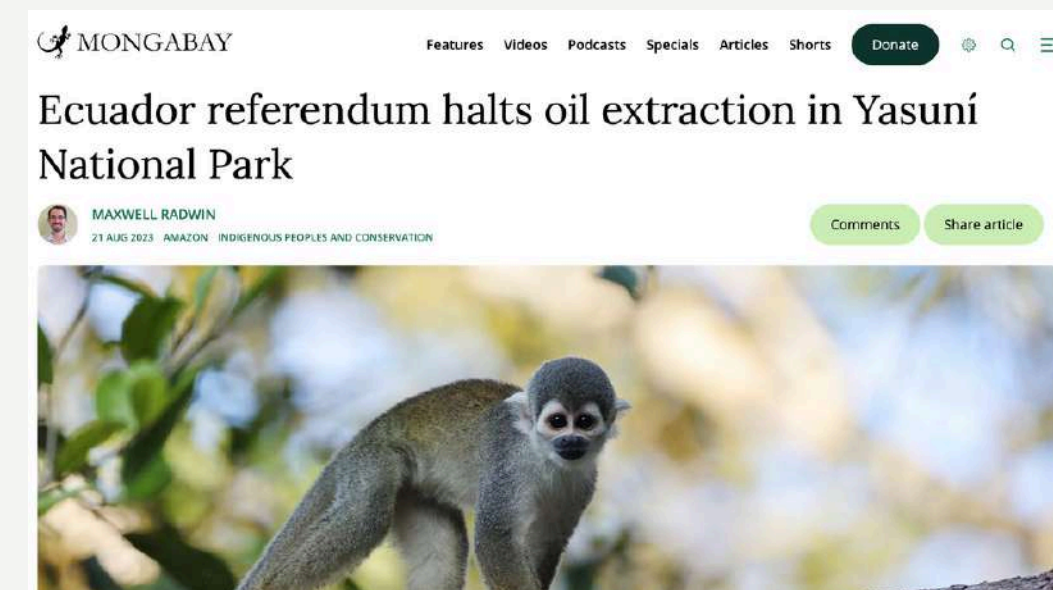 MONGABAY
Features Videos Podcasts Specials Articles Shorts Donate
Ecuador referendum halts oil extraction in Yasuní
National Park
MAXWELL RADWIN
21 AUG 2023 AMAZON INDIGENOUS PEOPLES AND CONSERVATION
Comments Share article